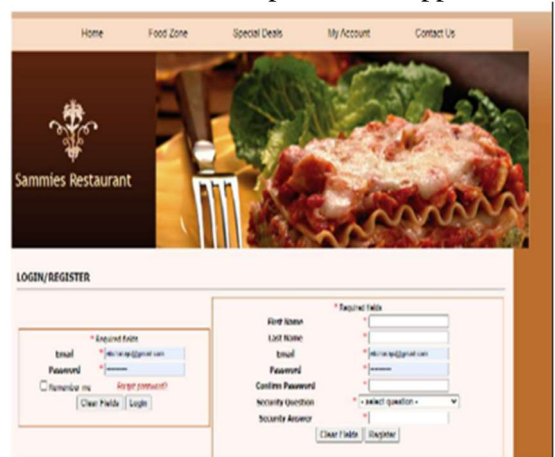 Home Food Zone Special Deals My Account Contact Us
Sammies Restaurant
LOGIN/REGISTER
* Required fields
Email *
Password *
Remember me Forgot password?
Clear Fields Login
* Required fields
First Name *
Last Name *
Email *
Password *
Confirm Password *
Security Question * - select question -
Security Answer *
Clear Fields Register